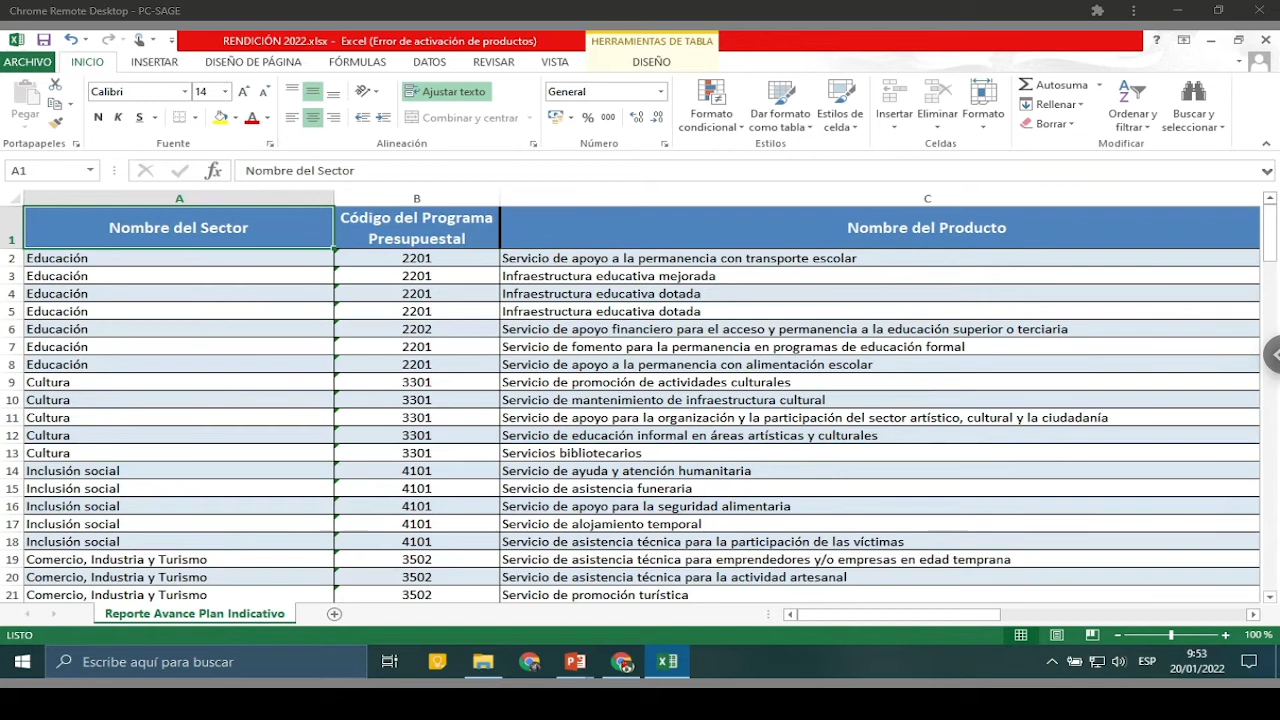 Chrome Remote Desktop - PC-SAGE
RENDICIÓN 2022.xlsx - Excel (Error de activación de productos)
HERRAMIENTAS DE TABLA
ARCHIVO INICIO INSERTAR DISEÑO DE PÁGINA FÓRMULAS DATOS REVISAR VISTA DISEÑO
Pegar
Portapapeles
Calibri 14
N K S
Fuente
Ajustar texto
Combinar y centrar
Alineación
General
% 000
Número
Formato condicional
Dar formato como tabla
Estilos de celda
Estilos
Insertar Eliminar Formato
Celdas
Autosuma
Rellenar
Borrar
Ordenar y filtrar
Buscar y seleccionar
Modificar
A1 fx Nombre del Sector
A B C
1 Nombre del Sector Código del Programa Presupuestal Nombre del Producto
2 Educación 2201 Servicio de apoyo a la permanencia con transporte escolar
3 Educación 2201 Infraestructura educativa mejorada
4 Educación 2201 Infraestructura educativa dotada
5 Educación 2201 Infraestructura educativa dotada
6 Educación 2202 Servicio de apoyo financiero para el acceso y permanencia a la educación superior o terciaria
7 Educación 2201 Servicio de fomento para la permanencia en programas de educación formal
8 Educación 2201 Servicio de apoyo a la permanencia con alimentación escolar
9 Cultura 3301 Servicio de promoción de actividades culturales
10 Cultura 3301 Servicio de mantenimiento de infraestructura cultural
11 Cultura 3301 Servicio de apoyo para la organización y la participación del sector artístico, cultural y la ciudadanía
12 Cultura 3301 Servicio de educación informal en áreas artísticas y culturales
13 Cultura 3301 Servicios bibliotecarios
14 Inclusión social 4101 Servicio de ayuda y atención humanitaria
15 Inclusión social 4101 Servicio de asistencia funeraria
16 Inclusión social 4101 Servicio de apoyo para la seguridad alimentaria
17 Inclusión social 4101 Servicio de alojamiento temporal
18 Inclusión social 4101 Servicio de asistencia técnica para la participación de las víctimas
19 Comercio, Industria y Turismo 3502 Servicio de asistencia técnica para emprendedores y/o empresas en edad temprana
20 Comercio, Industria y Turismo 3502 Servicio de asistencia técnica para la actividad artesanal
21 Comercio, Industria y Turismo 3502 Servicio de promoción turística
Reporte Avance Plan Indicativo
LISTO 100 %
Escribe aquí para buscar
ESP
9:53
20/01/2022